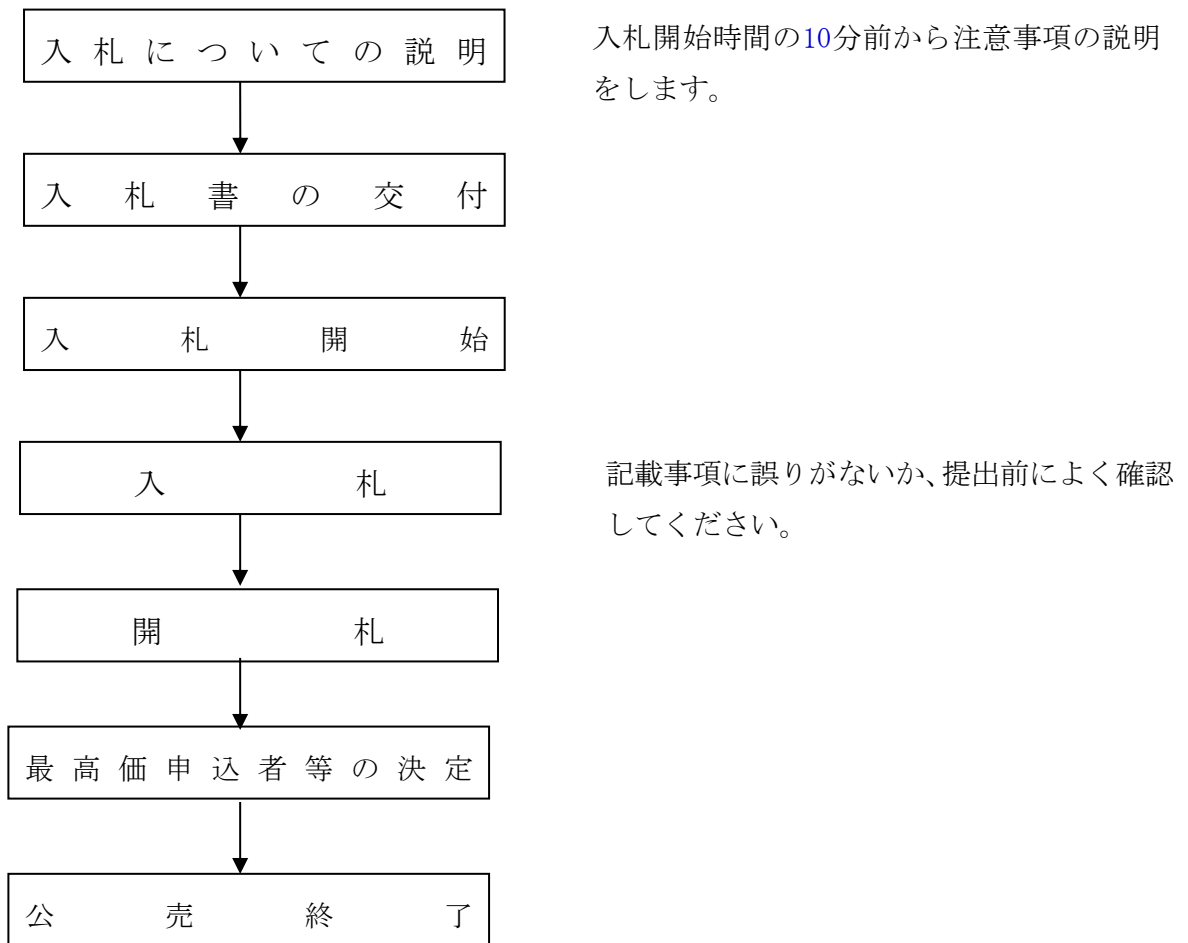 入札についての説明
入札開始時間の10分前から注意事項の説明
をします。
入札書の交付
入札開始
入札
記載事項に誤りがないか、提出前によく確認
してください。
開札
最高価申込者等の決定
公売終了